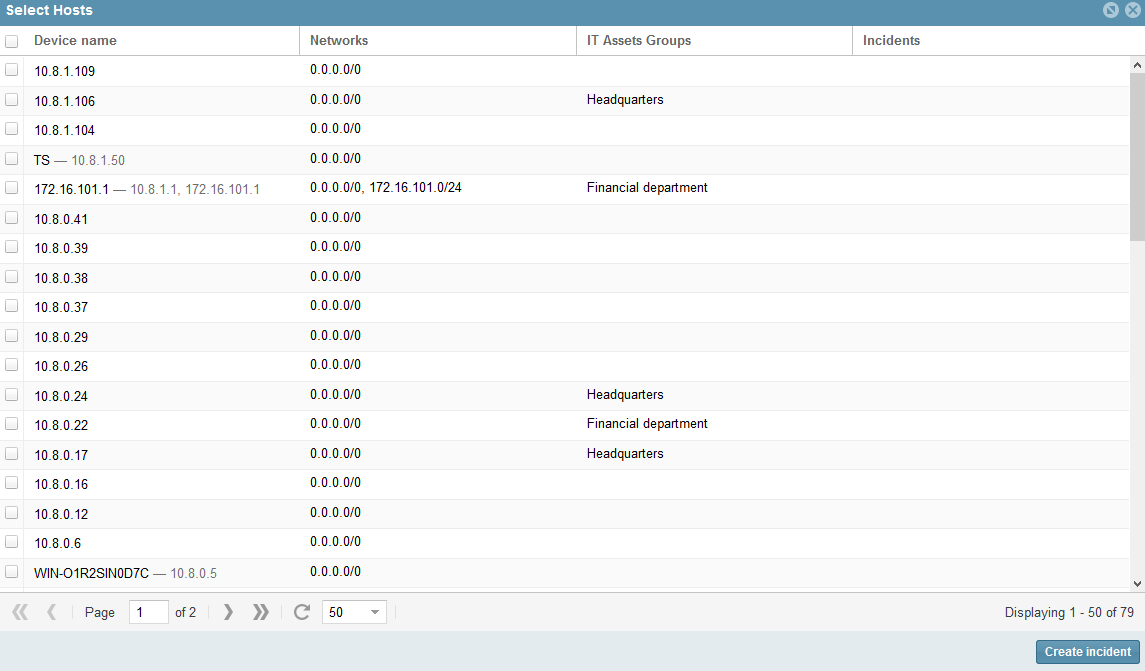 Select Hosts
Device name Networks IT Assets Groups Incidents
10.8.1.109 0.0.0.0/0
10.8.1.106 0.0.0.0/0 Headquarters
10.8.1.104 0.0.0.0/0
TS — 10.8.1.50 0.0.0.0/0
172.16.101.1 — 10.8.1.1, 172.16.101.1 0.0.0.0/0, 172.16.101.0/24 Financial department
10.8.0.41 0.0.0.0/0
10.8.0.39 0.0.0.0/0
10.8.0.38 0.0.0.0/0
10.8.0.37 0.0.0.0/0
10.8.0.29 0.0.0.0/0
10.8.0.26 0.0.0.0/0
10.8.0.24 0.0.0.0/0 Headquarters
10.8.0.22 0.0.0.0/0 Financial department
10.8.0.17 0.0.0.0/0 Headquarters
10.8.0.16 0.0.0.0/0
10.8.0.12 0.0.0.0/0
10.8.0.6 0.0.0.0/0
WIN-O1R2SIN0D7C — 10.8.0.5 0.0.0.0/0
Page 1 of 2 50 Displaying 1 - 50 of 79
Create incident